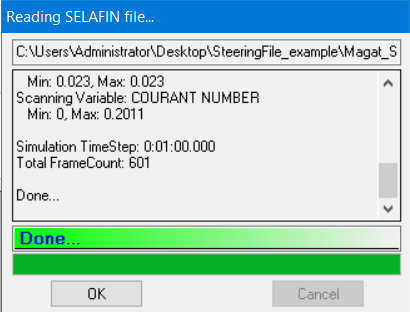 Reading SELAFIN file...
C:\Users\Administrator\Desktop\SteeringFile_example\Magat_S
Min: 0.023, Max: 0.023
Scanning Variable: COURANT NUMBER
Min: 0, Max: 0.2011
Simulation TimeStep: 0:01:00.000
Total FrameCount: 601
Done...
Done...
OK
Cancel